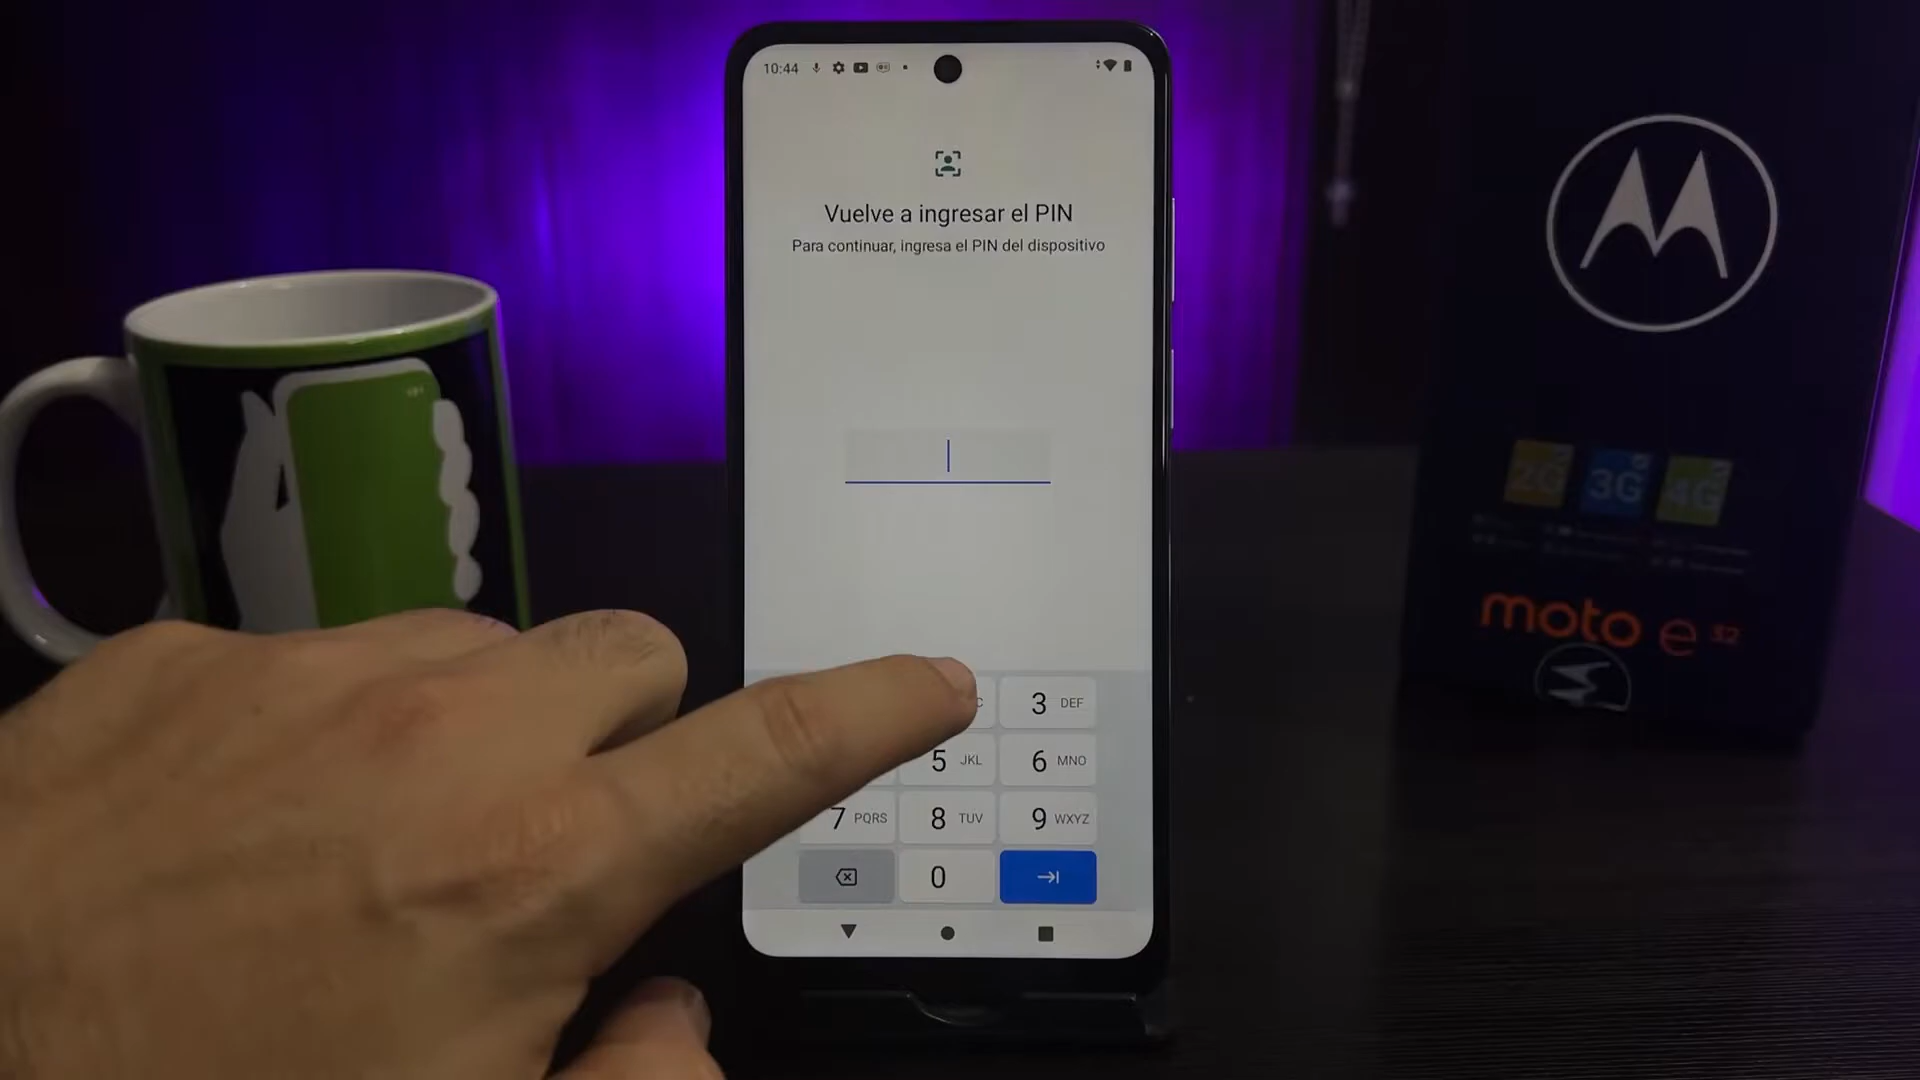 10:44
Vuelve a ingresar el PIN
Para continuar, ingresa el PIN del dispositivo
3 DEF
5 JKL
6 MNO
7 PQRS
8 TUV
9 WXYZ
0
2G 3G 4G
moto e 32